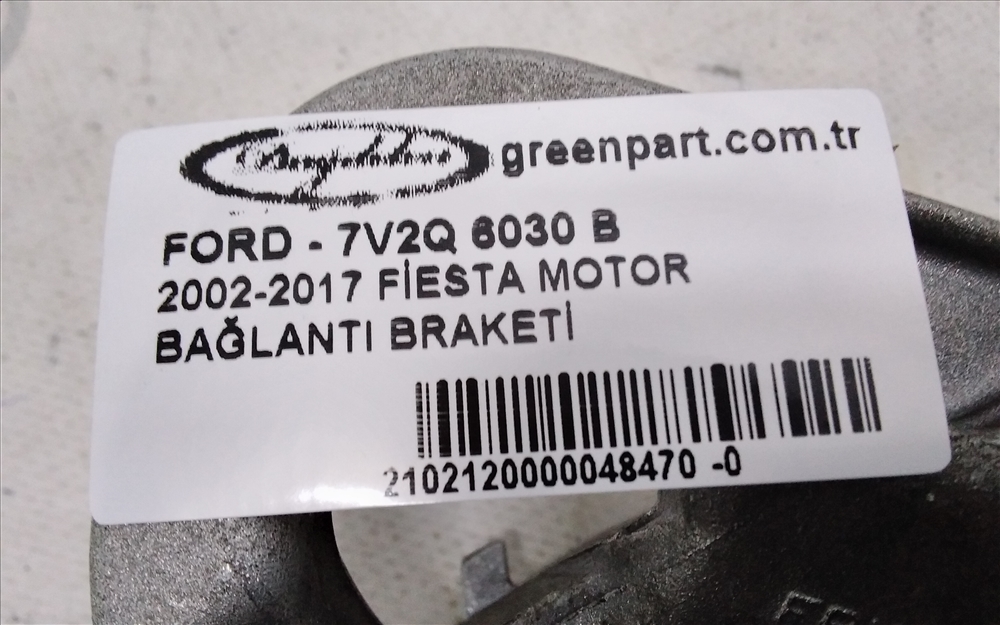 greenpart.com.tr
FORD - 7V2Q 6030 B
2002-2017 FİESTA MOTOR
BAĞLANTI BRAKETİ
2102120000048470 -0